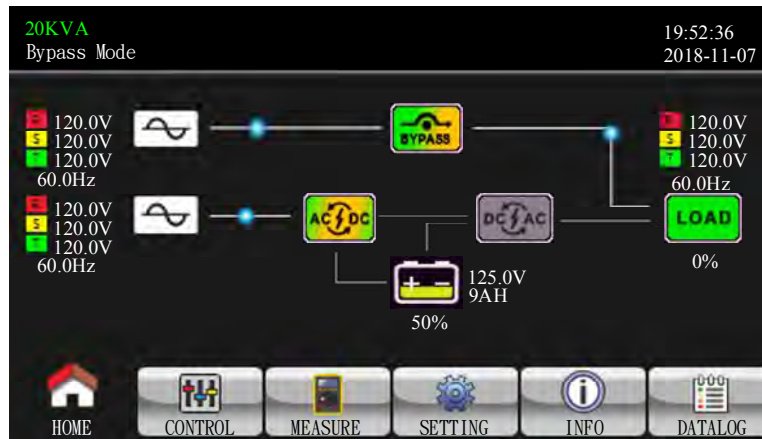 20KVA
Bypass Mode
19:52:36
2018-11-07
R 120.0V
S 120.0V
T 120.0V
60.0Hz
BYPASS
R 120.0V
S 120.0V
T 120.0V
60.0Hz
R 120.0V
S 120.0V
T 120.0V
60.0Hz
AC DC
DC AC
LOAD
0%
125.0V
9AH
50%
HOME
CONTROL
MEASURE
SETTING
INFO
DATALOG